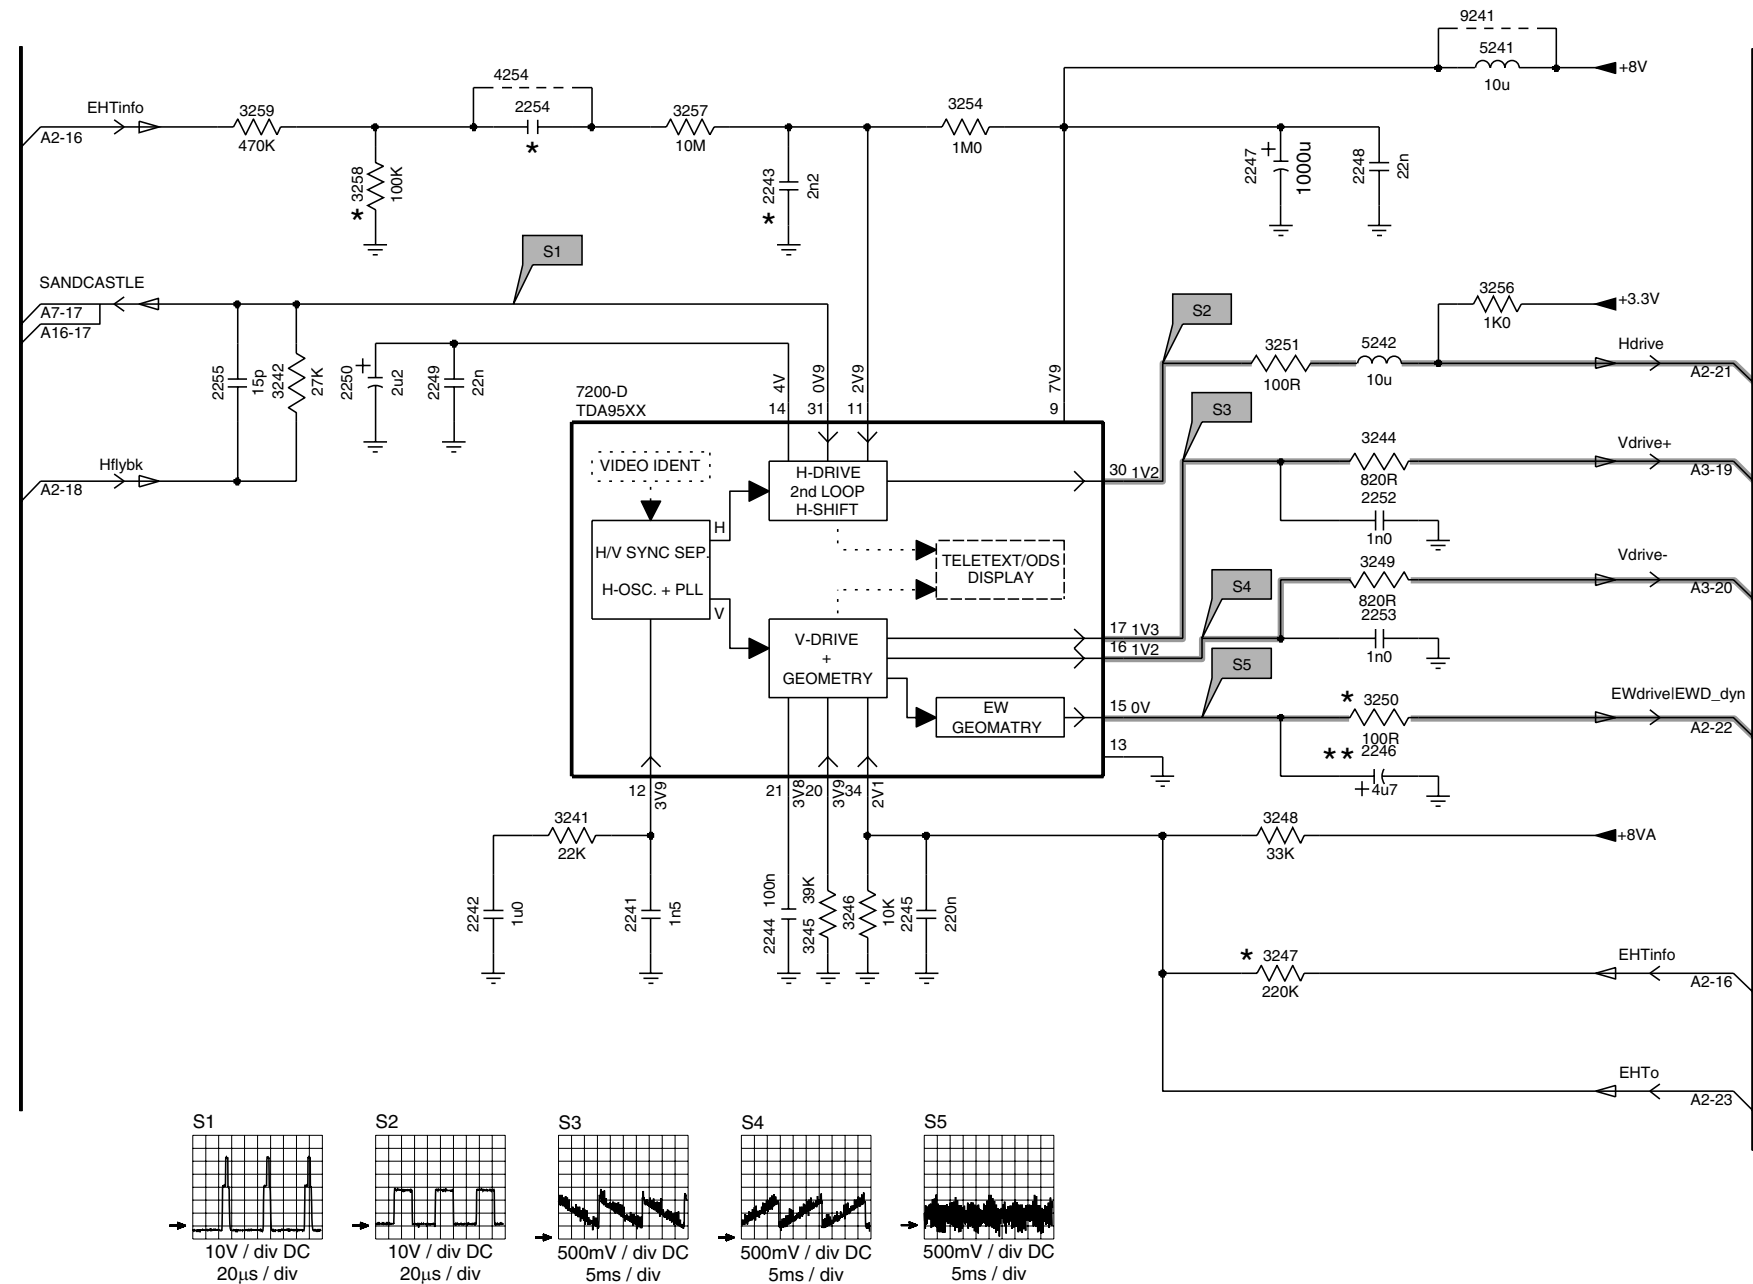 9241
5241
10u
+8V
EHTinfo
A2-16
3259
470K
4254
2254
*
3257
10M
3254
1M0
* 3258
100K
* 2243
2n2
2247
+
1000u
2248
22n
SANDCASTLE
A7-17
A16-17
S1
2255
15p
3242
27K
2250
+
2u2
2249
22n
Hflybk
A2-18
7200-D
TDA95XX
4V
14
0V9
31
2V9
11
7V9
9
S2
3256
1K0
+3.3V
3251
100R
5242
10u
Hdrive
A2-21
S3
3244
820R
Vdrive+
A3-19
2252
1n0
VIDEO IDENT
H-DRIVE
2nd LOOP
H-SHIFT
30 1V2
H
H/V SYNC SEP.
H-OSC. + PLL
V
TELETEXT/ODS
DISPLAY
S4
3249
820R
Vdrive-
A3-20
2253
1n0
V-DRIVE
+
GEOMETRY
17 1V3
16 1V2
S5
EW
GEOMATRY
15 0V
* 3250
100R
EWdrive|EWD_dyn
A2-22
** 2246
+4u7
13
12
3V9
21
3V8
20
3V9
34
2V1
3241
22K
2242
1u0
2241
1n5
2244
100n
3245
39K
3246
10K
2245
220n
3248
33K
+8VA
* 3247
220K
EHTinfo
A2-16
EHTo
A2-23
S1
10V / div DC
20µs / div
S2
10V / div DC
20µs / div
S3
500mV / div DC
5ms / div
S4
500mV / div DC
5ms / div
S5
500mV / div DC
5ms / div